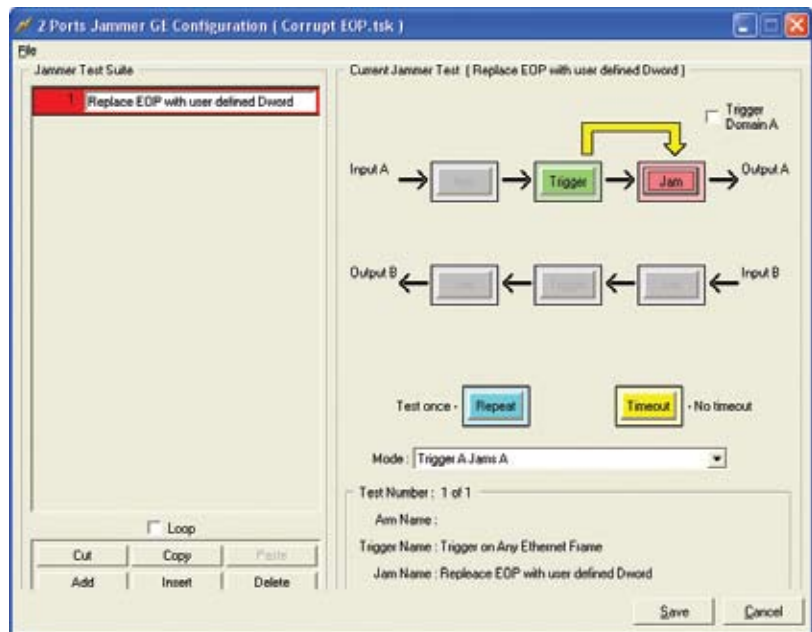 2 Ports Jammer GE Configuration ( Corrupt EOP.tsk )
File
Jammer Test Suite
1 Replace EOP with user defined Dword
Loop
Cut Copy Paste
Add Insert Delete
Current Jammer Test [ Replace EOP with user defined Dword ]
Trigger
Domain A
Input A
Trigger
Jam
Output A
Output B
Trigger
Input B
Test once - Repeat
Timeout - No timeout
Mode : Trigger A Jams A
Test Number : 1 of 1
Arm Name :
Trigger Name : Trigger on Any Ethernet Frame
Jam Name : Repleace EOP with user defined Dword
Save Cancel